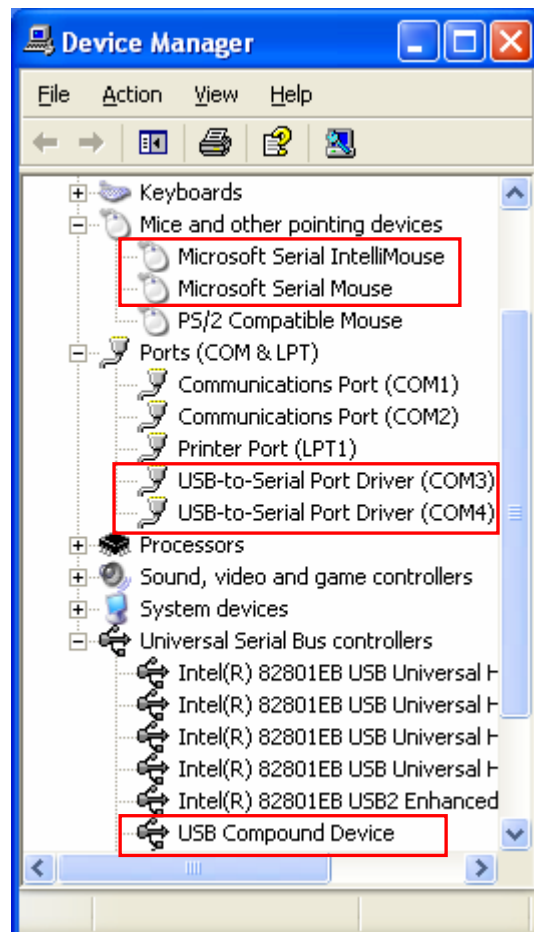 Device Manager
File Action View Help
Keyboards
Mice and other pointing devices
Microsoft Serial IntelliMouse
Microsoft Serial Mouse
PS/2 Compatible Mouse
Ports (COM & LPT)
Communications Port (COM1)
Communications Port (COM2)
Printer Port (LPT1)
USB-to-Serial Port Driver (COM3)
USB-to-Serial Port Driver (COM4)
Processors
Sound, video and game controllers
System devices
Universal Serial Bus controllers
Intel(R) 82801EB USB Universal H
Intel(R) 82801EB USB Universal H
Intel(R) 82801EB USB Universal H
Intel(R) 82801EB USB Universal H
Intel(R) 82801EB USB2 Enhanced
USB Compound Device